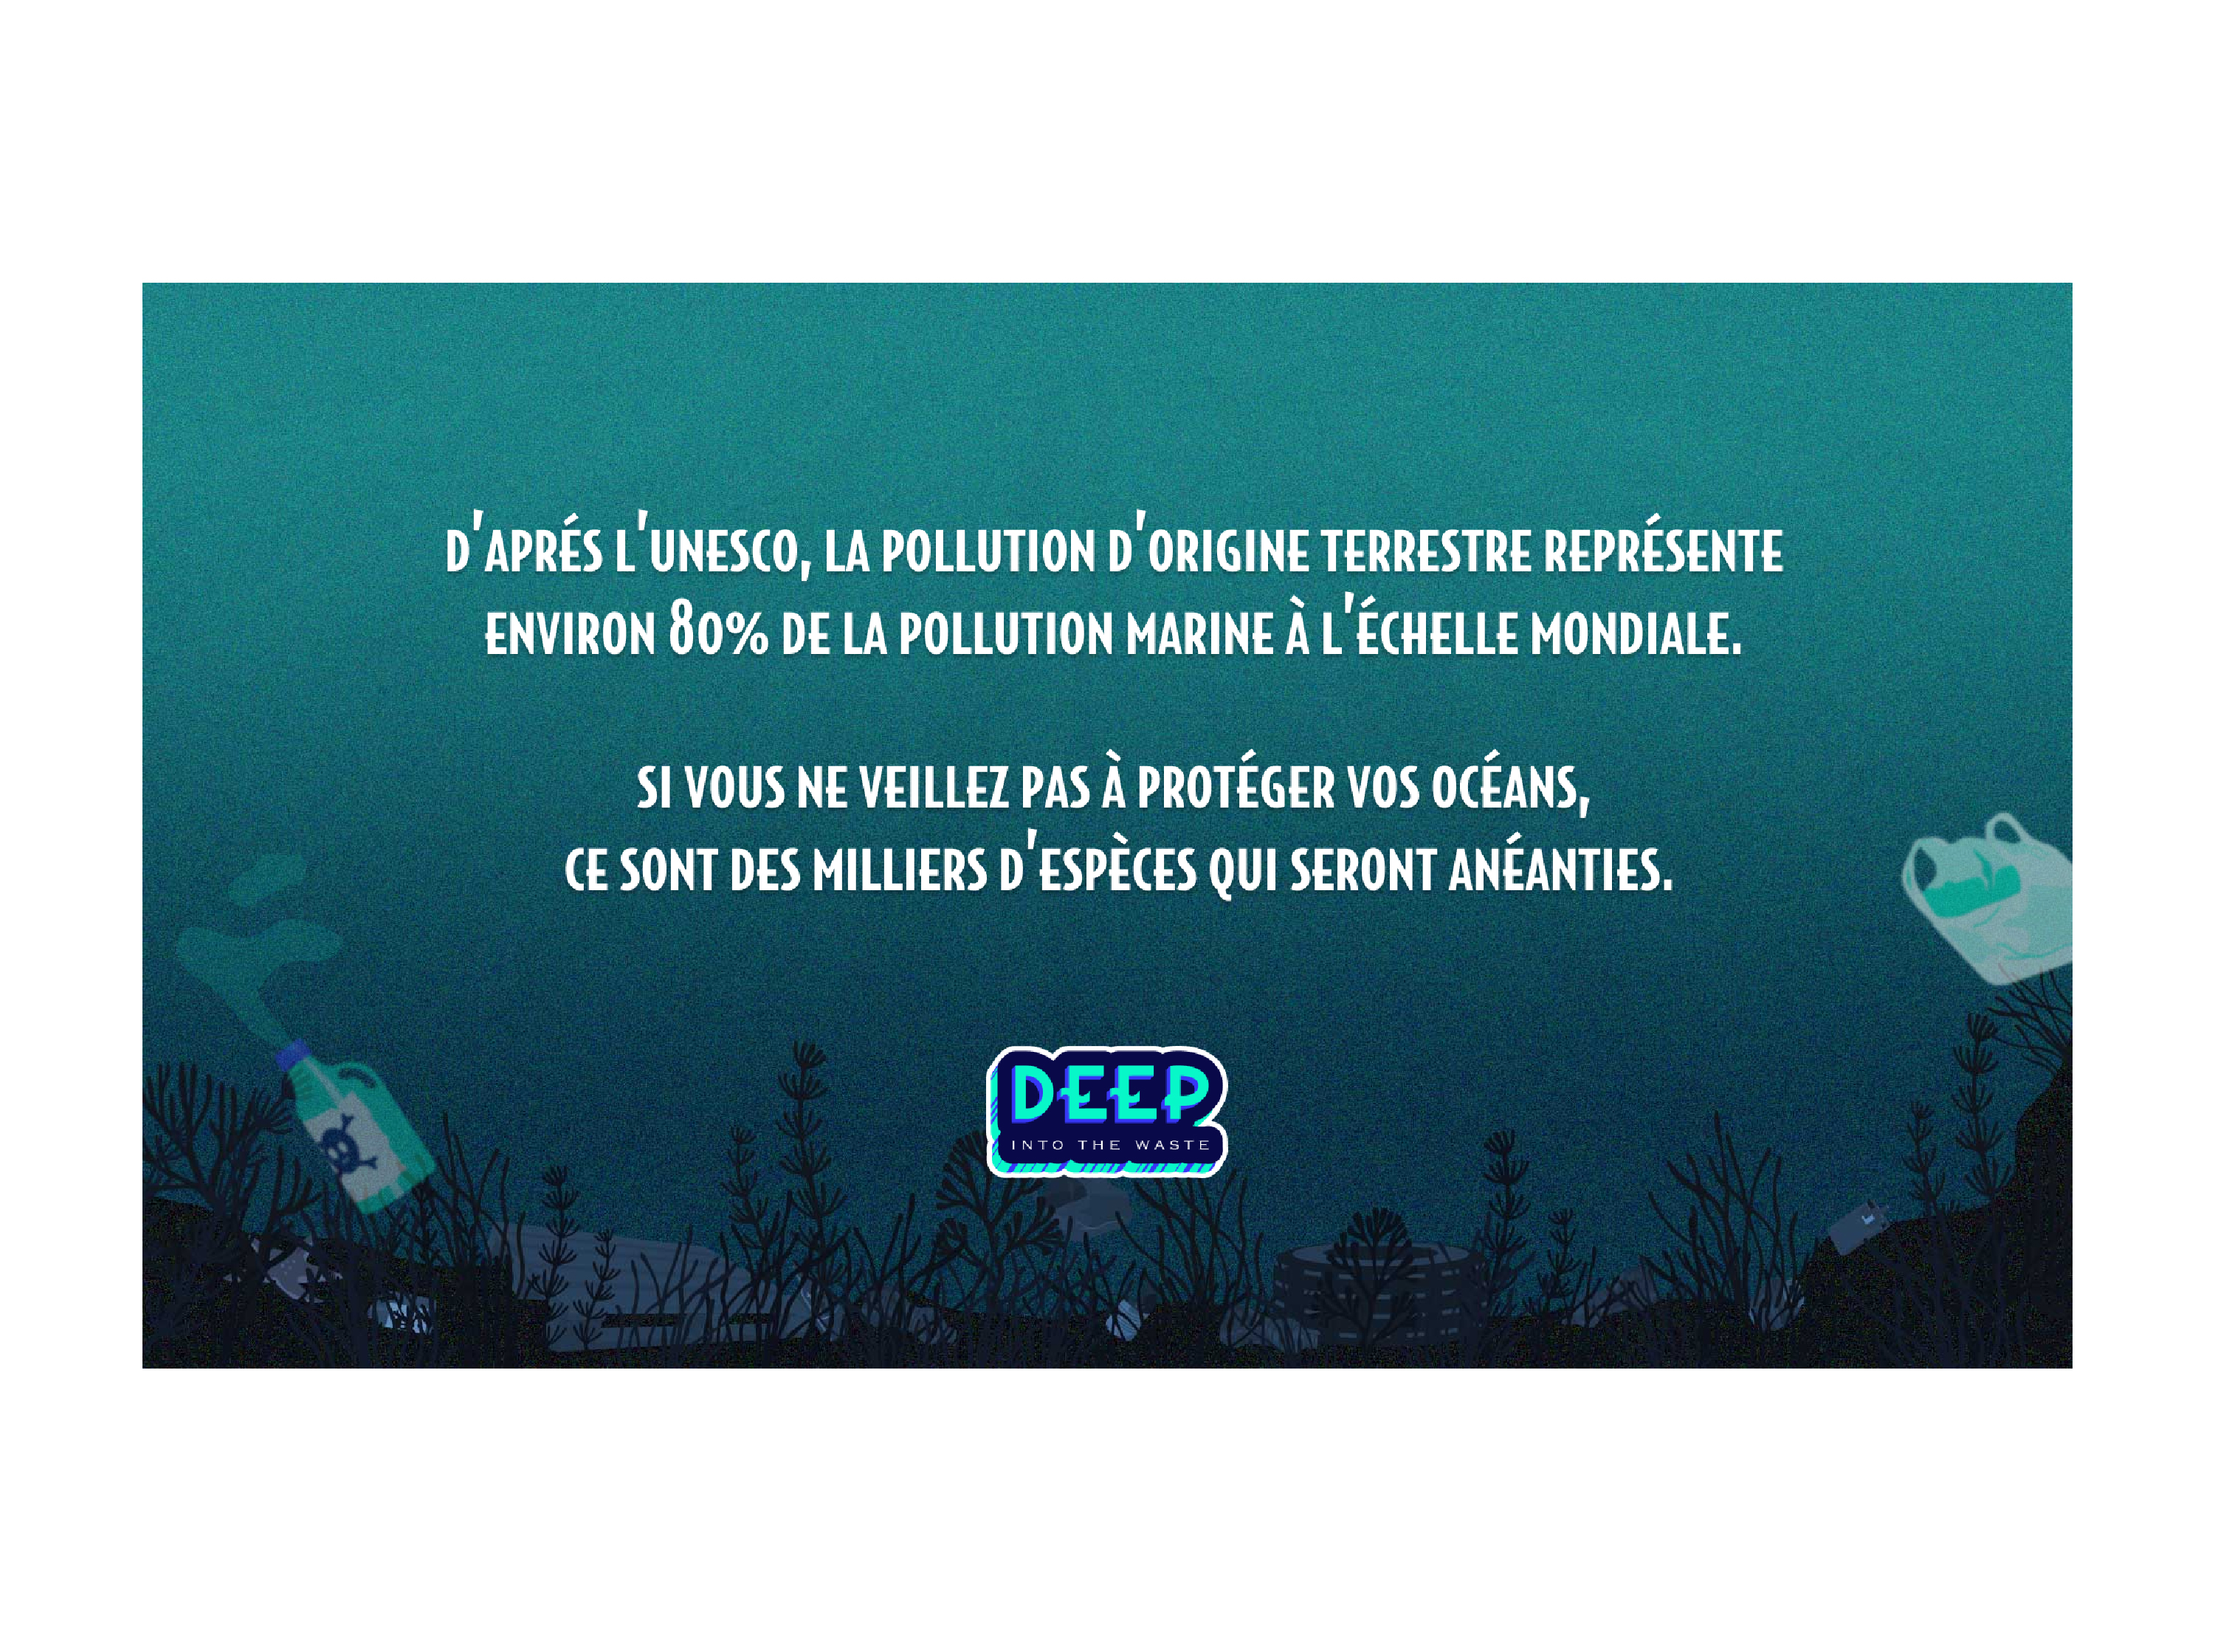 D'APRÉS L'UNESCO, LA POLLUTION D'ORIGINE TERRESTRE REPRÉSENTE
ENVIRON 80% DE LA POLLUTION MARINE À L'ÉCHELLE MONDIALE.
SI VOUS NE VEILLEZ PAS À PROTÉGER VOS OCÉANS,
CE SONT DES MILLIERS D'ESPÈCES QUI SERONT ANÉANTIES.
DEEP
INTO THE WASTE